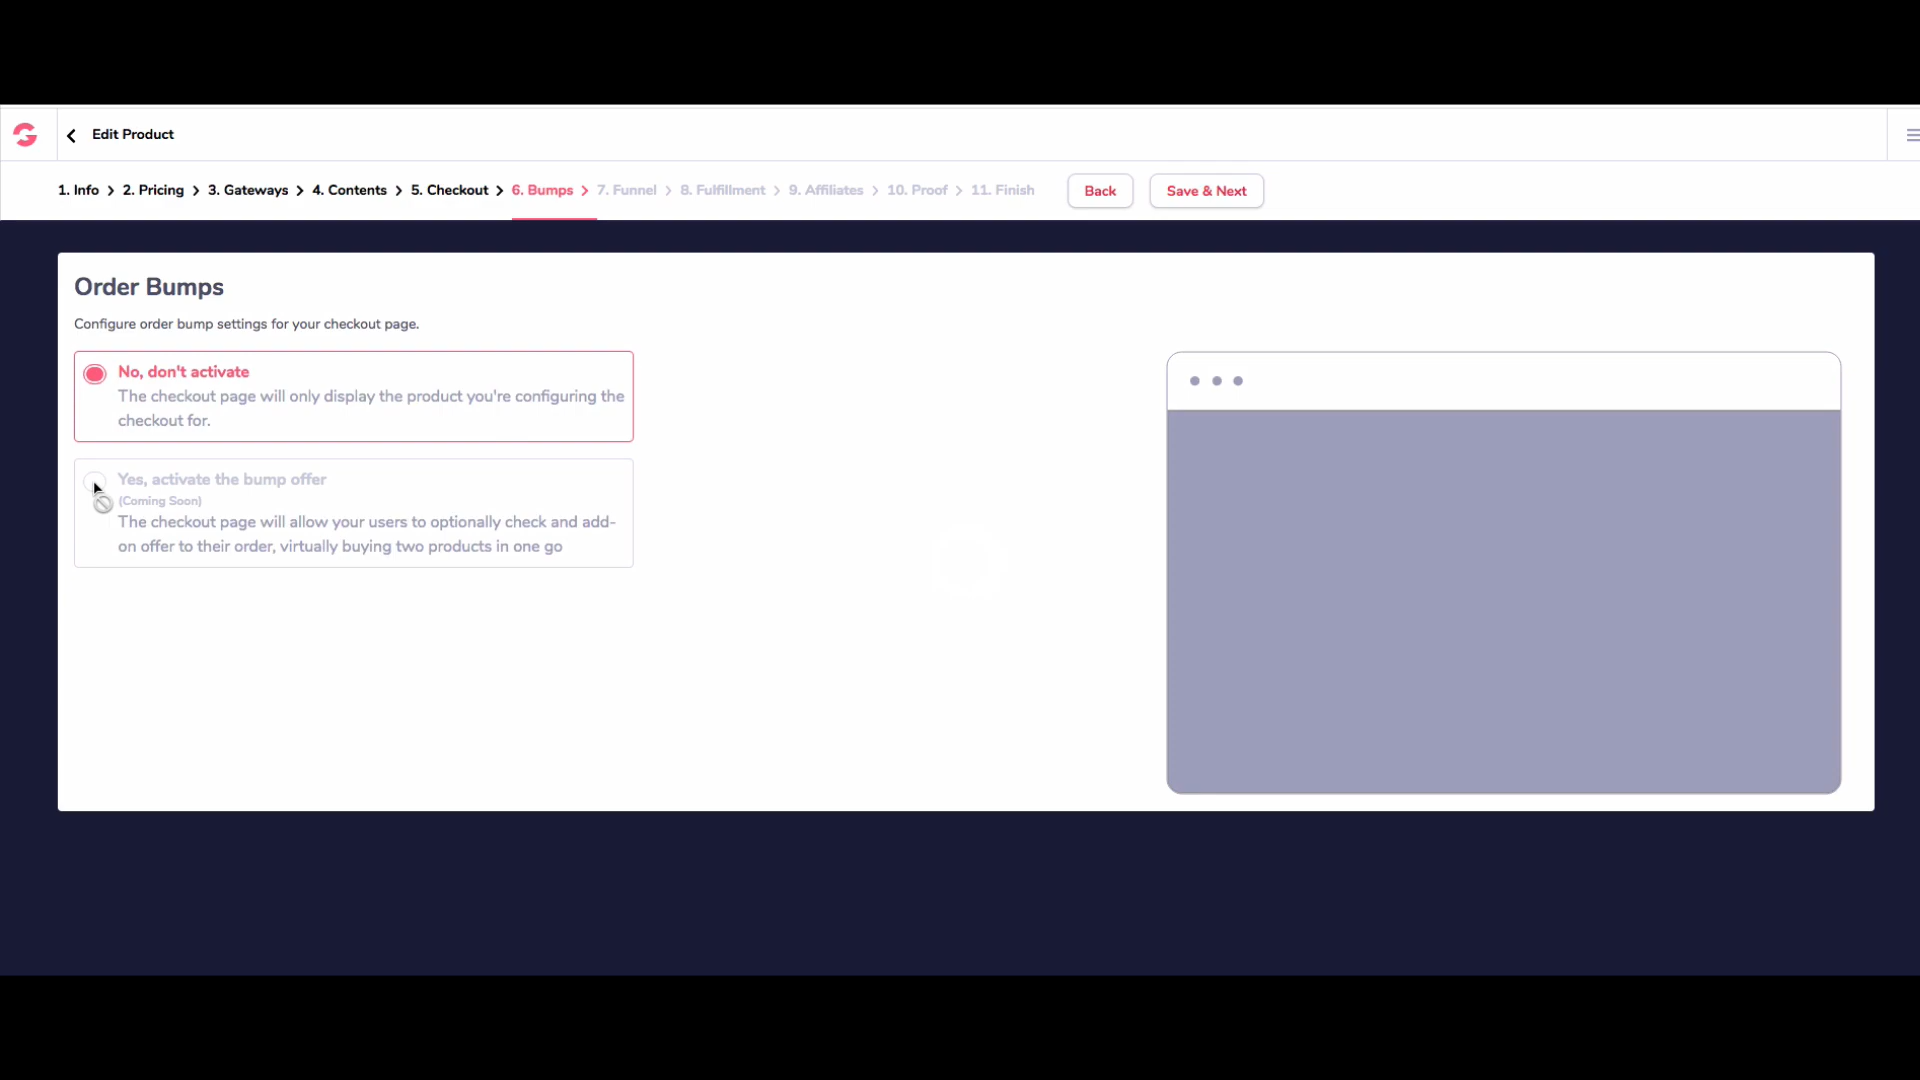 Edit Product
1. Info > 2. Pricing > 3. Gateways > 4. Contents > 5. Checkout > 6. Bumps > 7. Funnel > 8. Fulfillment > 9. Affiliates > 10. Proof > 11. Finish Back Save & Next
Order Bumps
Configure order bump settings for your checkout page.
No, don't activate
The checkout page will only display the product you're configuring the
checkout for.
Yes, activate the bump offer
(Coming Soon)
The checkout page will allow your users to optionally check and add-
on offer to their order, virtually buying two products in one go